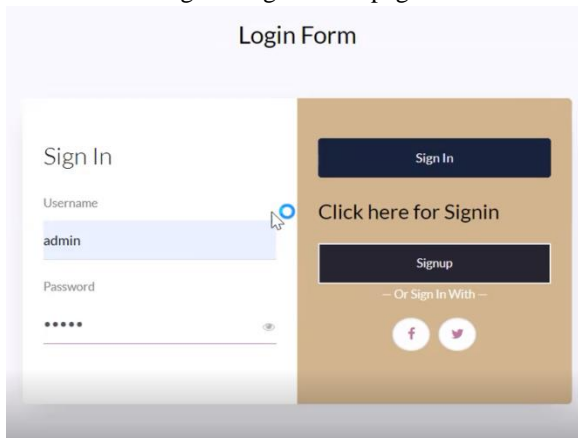 Login Form
Sign In
Username
admin
Password
•••••
Sign In
Click here for Signin
Signup
— Or Sign In With —